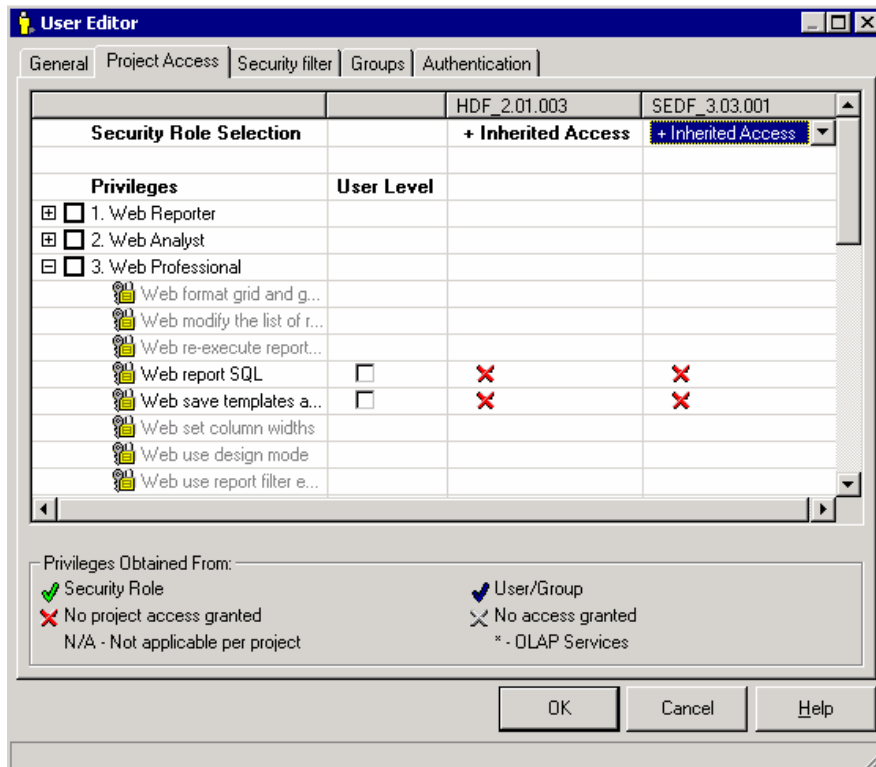 User Editor
General Project Access Security filter Groups Authentication
HDF_2.01.003 SEDF_3.03.001
Security Role Selection + Inherited Access + Inherited Access
Privileges User Level
1. Web Reporter
2. Web Analyst
3. Web Professional
Web format grid and g...
Web modify the list of r...
Web re-execute report...
Web report SQL
Web save templates a...
Web set column widths
Web use design mode
Web use report filter e...
Privileges Obtained From:
Security Role User/Group
No project access granted No access granted
N/A - Not applicable per project * - OLAP Services
OK Cancel Help